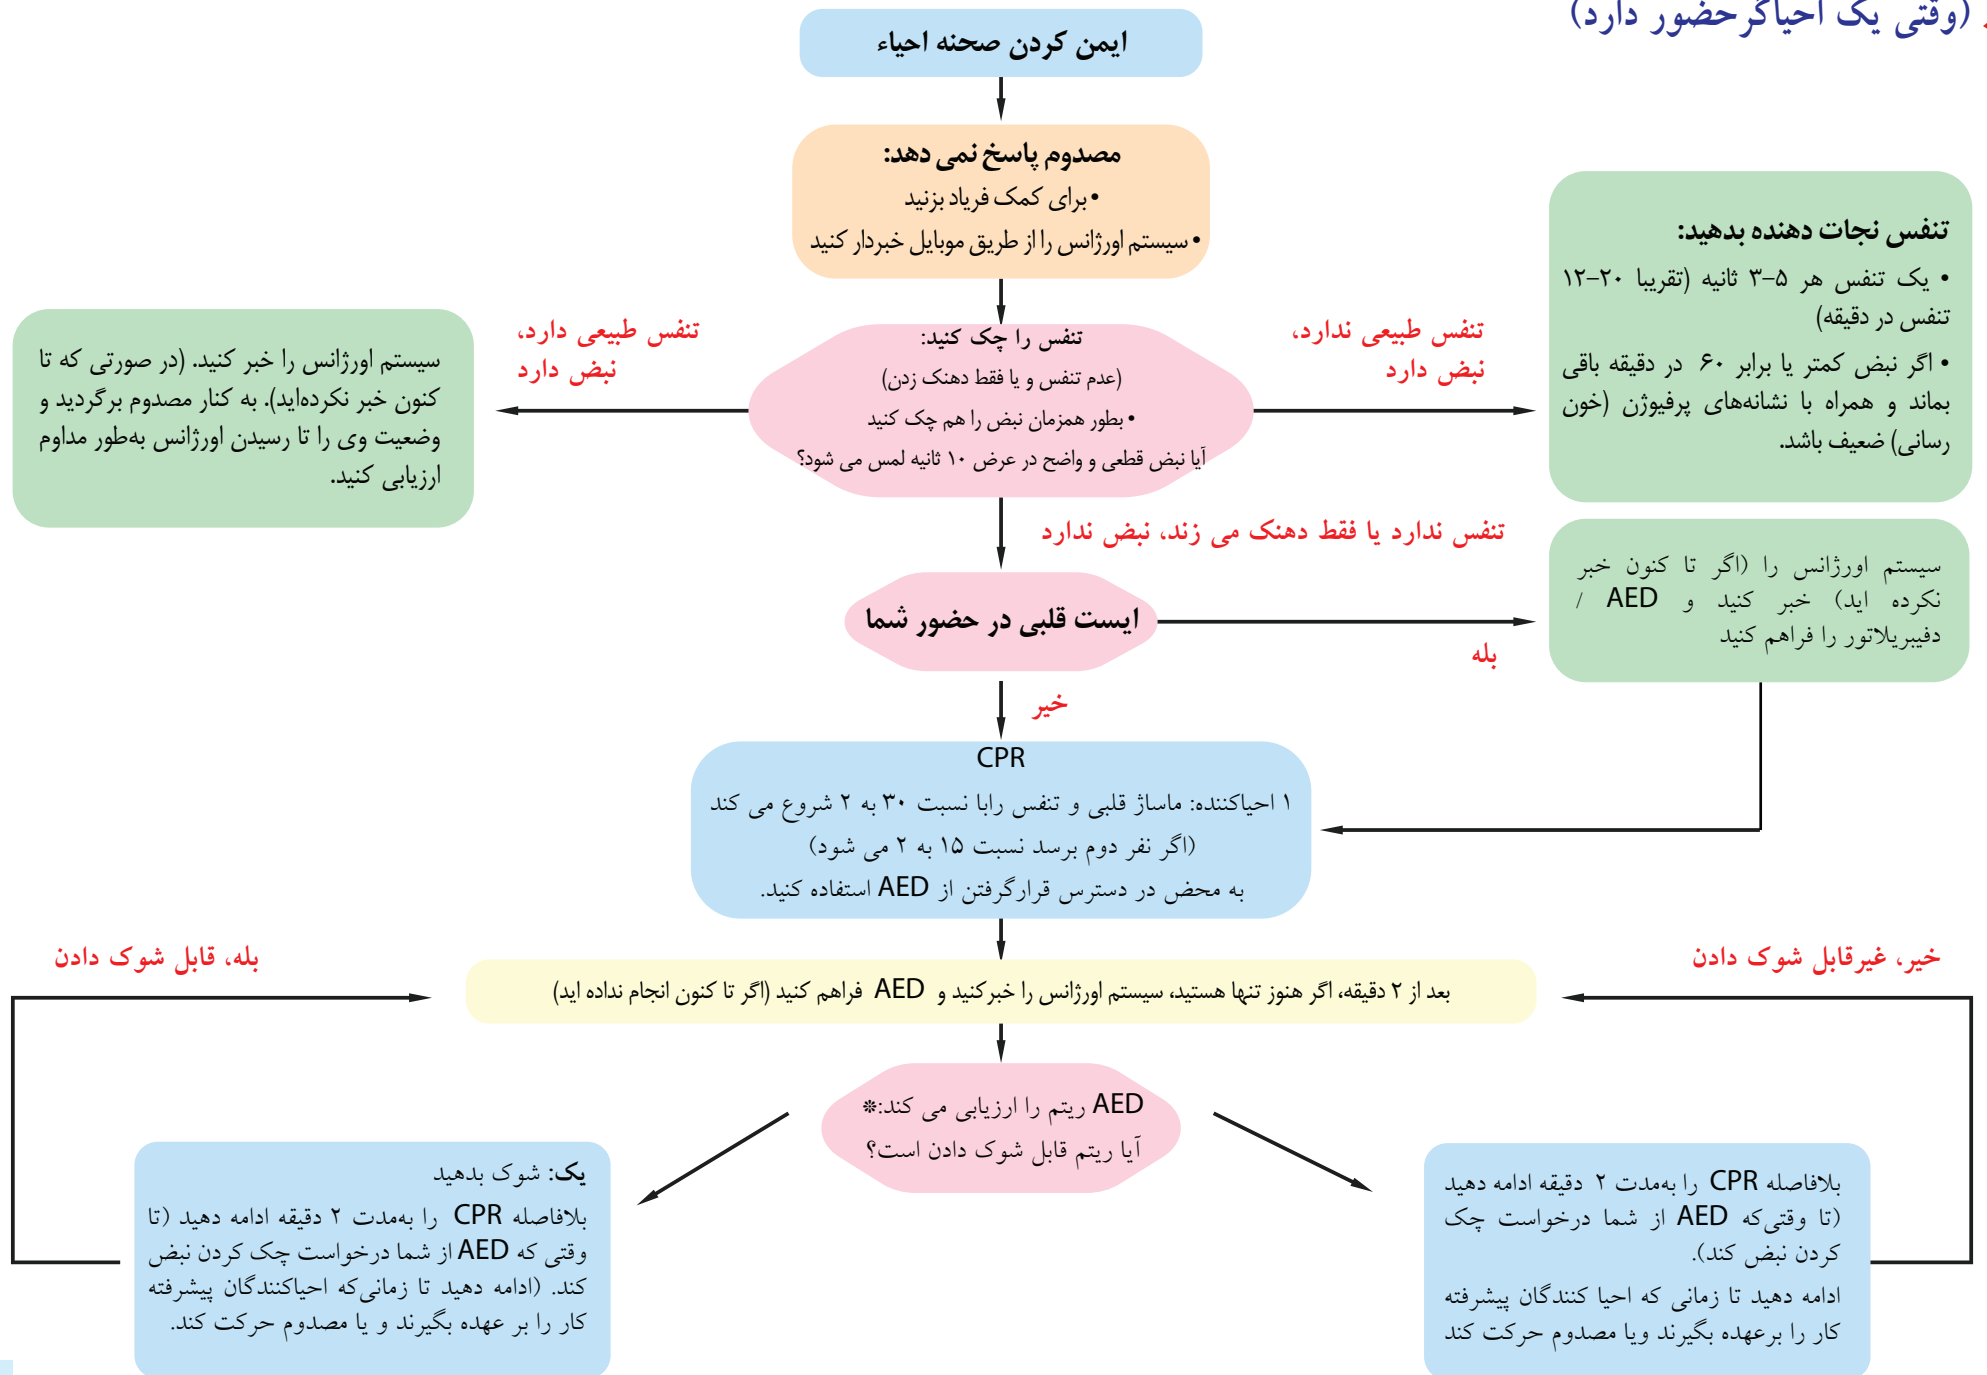 (وقتی یک احیاگرحضور دارد)
ایمن کردن صحنه احیاء
مصدوم پاسخ نمی دهد:
• برای کمک فریاد بزنید
• سیستم اورژانس را از طریق موبایل خبردار کنید
تنفس نجات دهنده بدهید:
• یک تنفس هر ۵–۳ ثانیه (تقریبا ۲۰–۱۲
تنفس در دقیقه)
• اگر نبض کمتر یا برابر ۶۰ در دقیقه باقی
بماند و همراه با نشانه‌های پرفیوژن (خون
رسانی) ضعیف باشد.
تنفس طبیعی ندارد،
نبض دارد
تنفس را چک کنید:
(عدم تنفس و یا فقط دهنک زدن)
• بطور همزمان نبض را هم چک کنید
آیا نبض قطعی و واضح در عرض ۱۰ ثانیه لمس می شود؟
تنفس طبیعی دارد،
نبض دارد
سیستم اورژانس را خبر کنید. (در صورتی که تا
کنون خبر نکرده‌اید). به کنار مصدوم برگردید و
وضعیت وی را تا رسیدن اورژانس به‌طور مداوم
ارزیابی کنید.
تنفس ندارد یا فقط دهنک می زند، نبض ندارد
ایست قلبی در حضور شما
بله
سیستم اورژانس را (اگر تا کنون خبر
نکرده اید) خبر کنید و AED /
دفیبریلاتور را فراهم کنید
خیر
CPR
۱ احیاکننده: ماساژ قلبی و تنفس رابا نسبت ۳۰ به ۲ شروع می کند
(اگر نفر دوم برسد نسبت ۱۵ به ۲ می شود)
به محض در دسترس قرارگرفتن از AED استفاده کنید.
خیر، غیرقابل شوک دادن
بله، قابل شوک دادن
بعد از ۲ دقیقه، اگر هنوز تنها هستید، سیستم اورژانس را خبرکنید و AED فراهم کنید (اگر تا کنون انجام نداده اید)
AED ریتم را ارزیابی می کند:*
آیا ریتم قابل شوک دادن است؟
بلافاصله CPR را به‌مدت ۲ دقیقه ادامه دهید
(تا وقتی‌که AED از شما درخواست چک
کردن نبض کند).
ادامه دهید تا زمانی که احیا کنندگان پیشرفته
کار را برعهده بگیرند ویا مصدوم حرکت کند
یک: شوک بدهید
بلافاصله CPR را به‌مدت ۲ دقیقه ادامه دهید (تا
وقتی که AED از شما درخواست چک کردن نبض
کند. (ادامه دهید تا زمانی‌که احیاکنندگان پیشرفته
کار را بر عهده بگیرند و یا مصدوم حرکت کند.